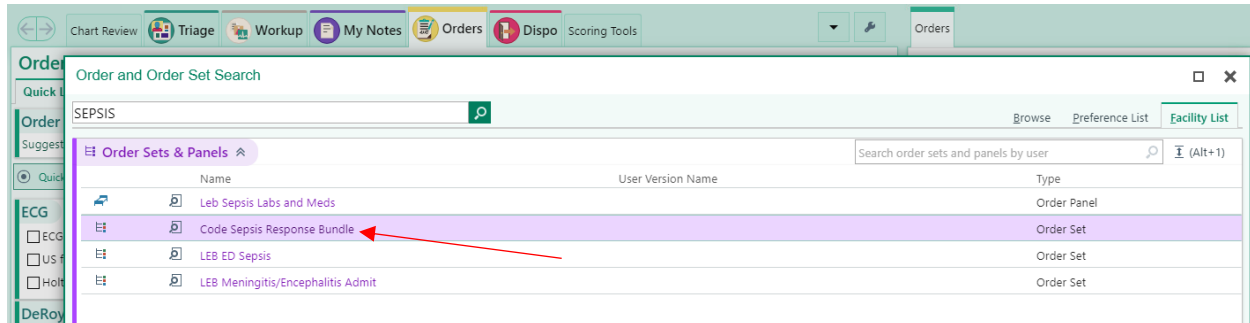 Chart Review Triage Workup My Notes Orders Dispo Scoring Tools Orders
Order and Order Set Search
Quick
SEPSIS
Browse Preference List Facility List
Order
Suggest
Order Sets & Panels
Search order sets and panels by user (Alt+1)
Quick
Name User Version Name Type
Leb Sepsis Labs and Meds Order Panel
ECG
Code Sepsis Response Bundle Order Set
ECG
LEB ED Sepsis Order Set
US
LEB Meningitis/Encephalitis Admit Order Set
Holt
DeRoy